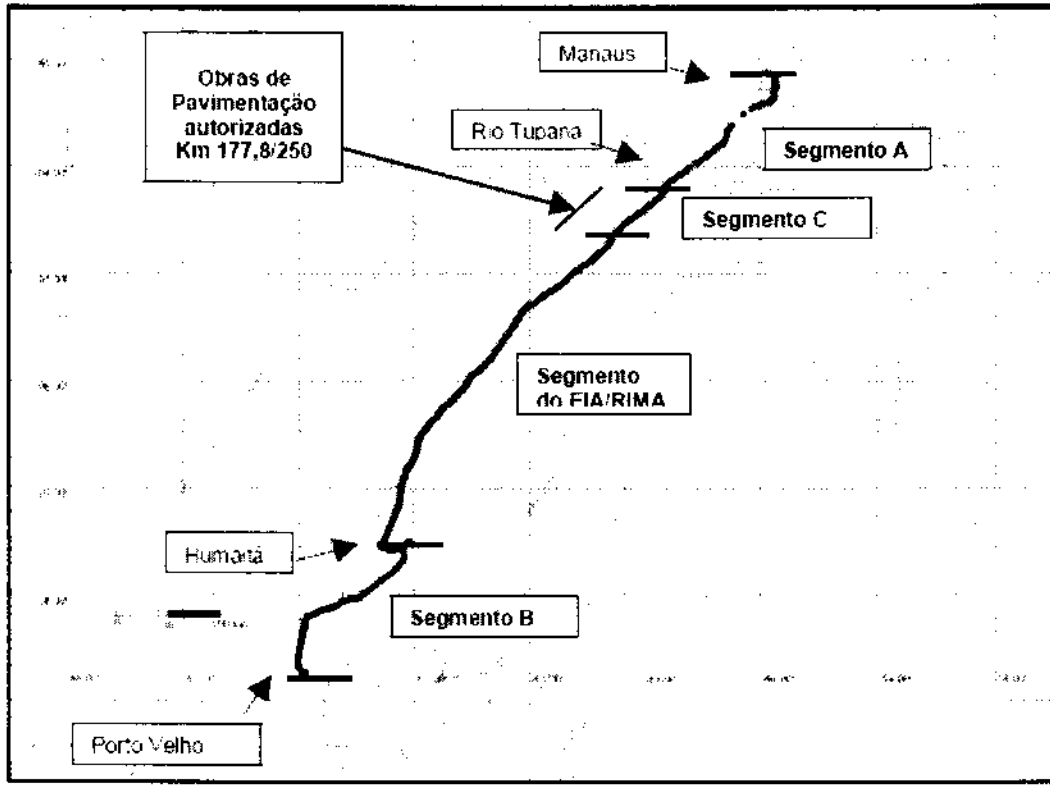 Manaus
Obras de
Pavimentação
autorizadas
Km 177,8/250
Rio Tupana
Segmento A
Segmento C
Segmento
do EIA/RIMA
Humaitá
Segmento B
Porto Velho